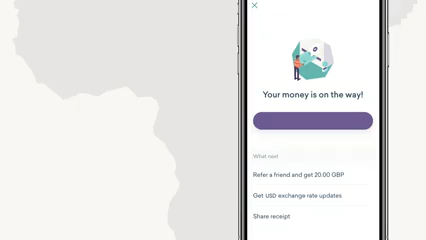 Your money is on the way!
What next
Refer a friend and get 20.00 GBP
Get USD exchange rate updates
Share receipt